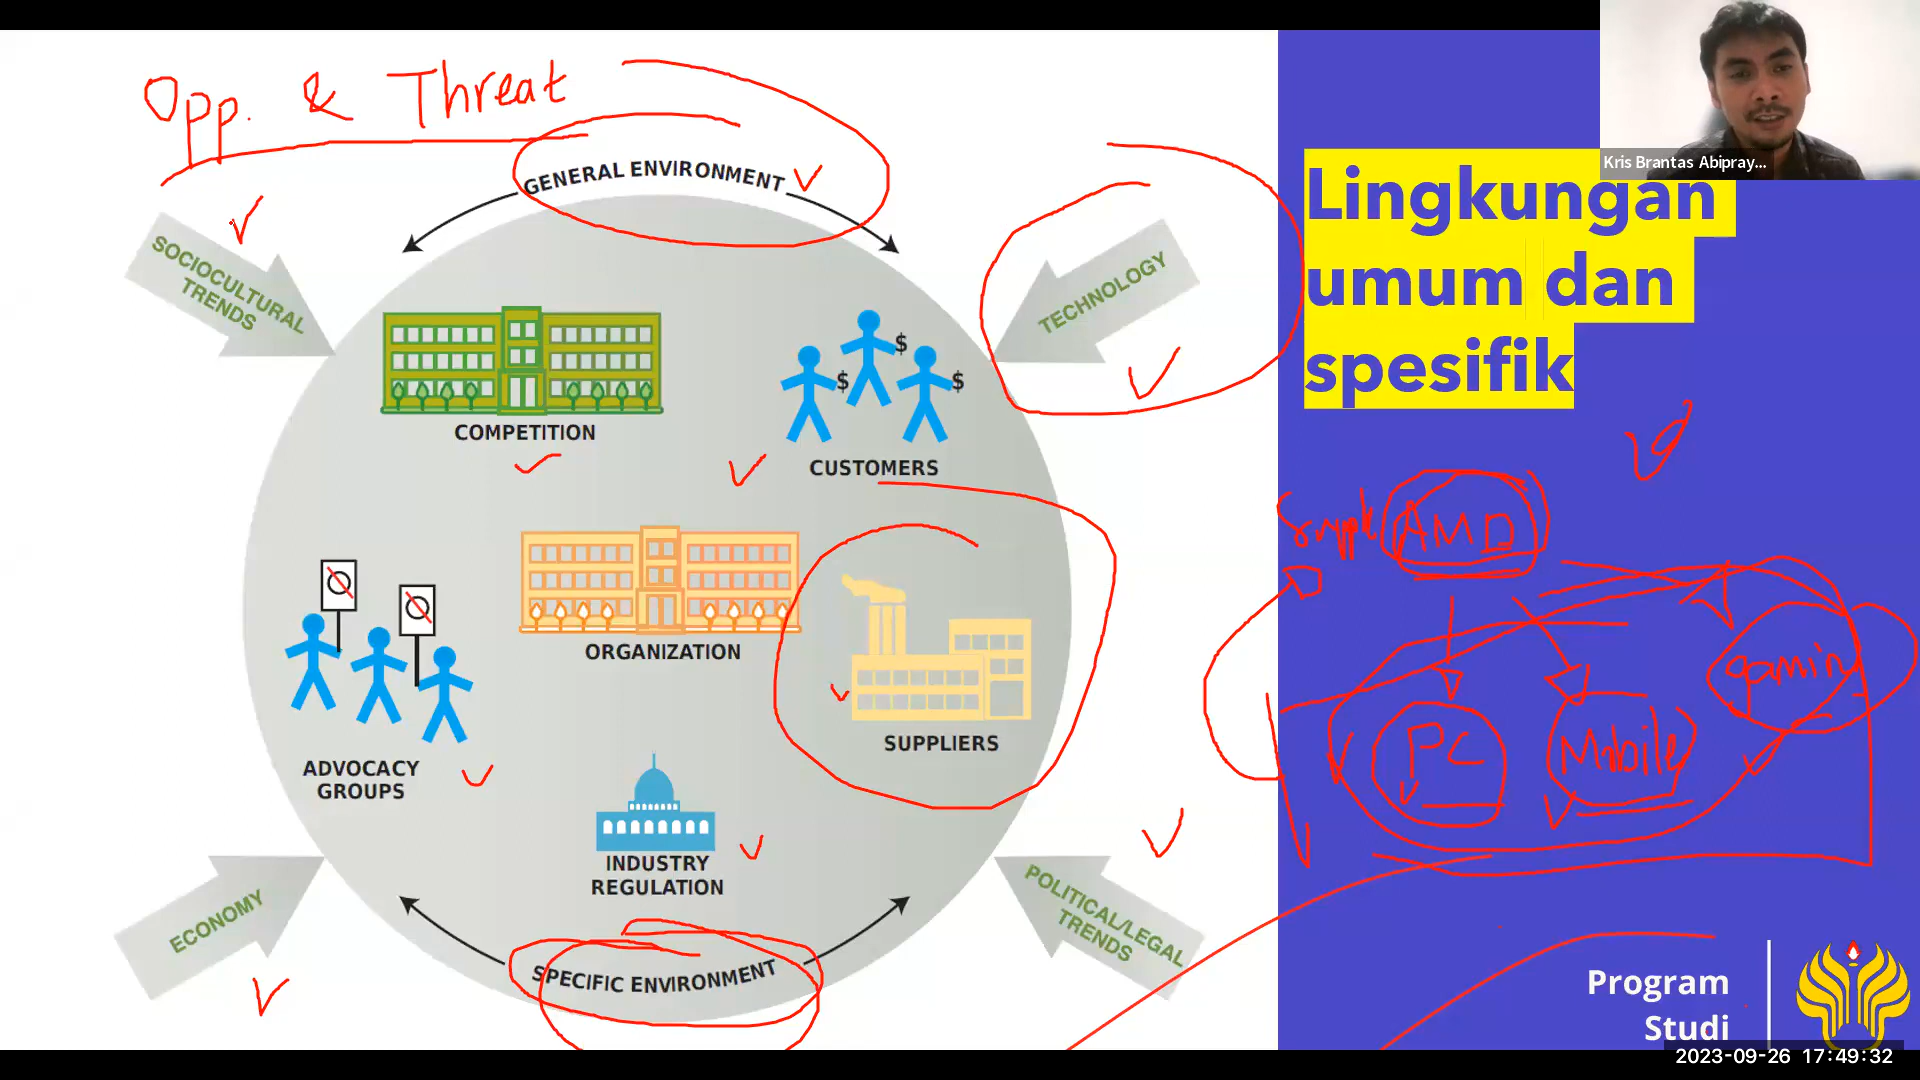 Opp. & Threat
GENERAL ENVIRONMENT
SOCIOCULTURAL
TRENDS
TECHNOLOGY
COMPETITION
$
$
$
CUSTOMERS
ORGANIZATION
SUPPLIERS
ADVOCACY
GROUPS
INDUSTRY
REGULATION
ECONOMY
POLITICAL/LEGAL
TRENDS
SPECIFIC ENVIRONMENT
Kris Brantas Abipray...
Lingkungan
umum dan
spesifik
AMD
gamin
PC
Mobile
Program
Studi
2023-09-26 17:49:32